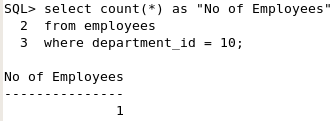 SQL> select count(*) as "No of Employees"
2 from employees
3 where department_id = 10;
No of Employees
---------------
1